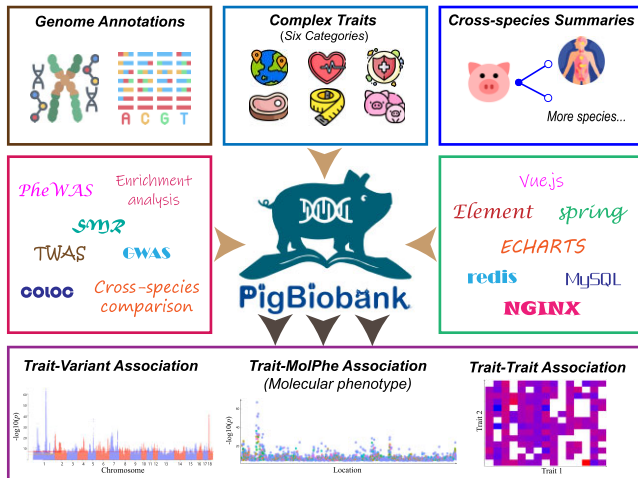 Genome Annotations
A C G T
Complex Traits
(Six Categories)
Cross-species Summaries
More species...
PheWAS
Enrichment
analysis
SMR
TWAS
GWAS
COLOC
Cross-species
comparison
PigBiobank
Vue.js
Element
spring
ECHARTS
redis
MySQL
NGINX
Trait-Variant Association
-log10(p)
Chromosome
Trait-MolPhe Association
(Molecular phenotype)
-log10(p)
Location
Trait-Trait Association
Trait 2
Trait 1